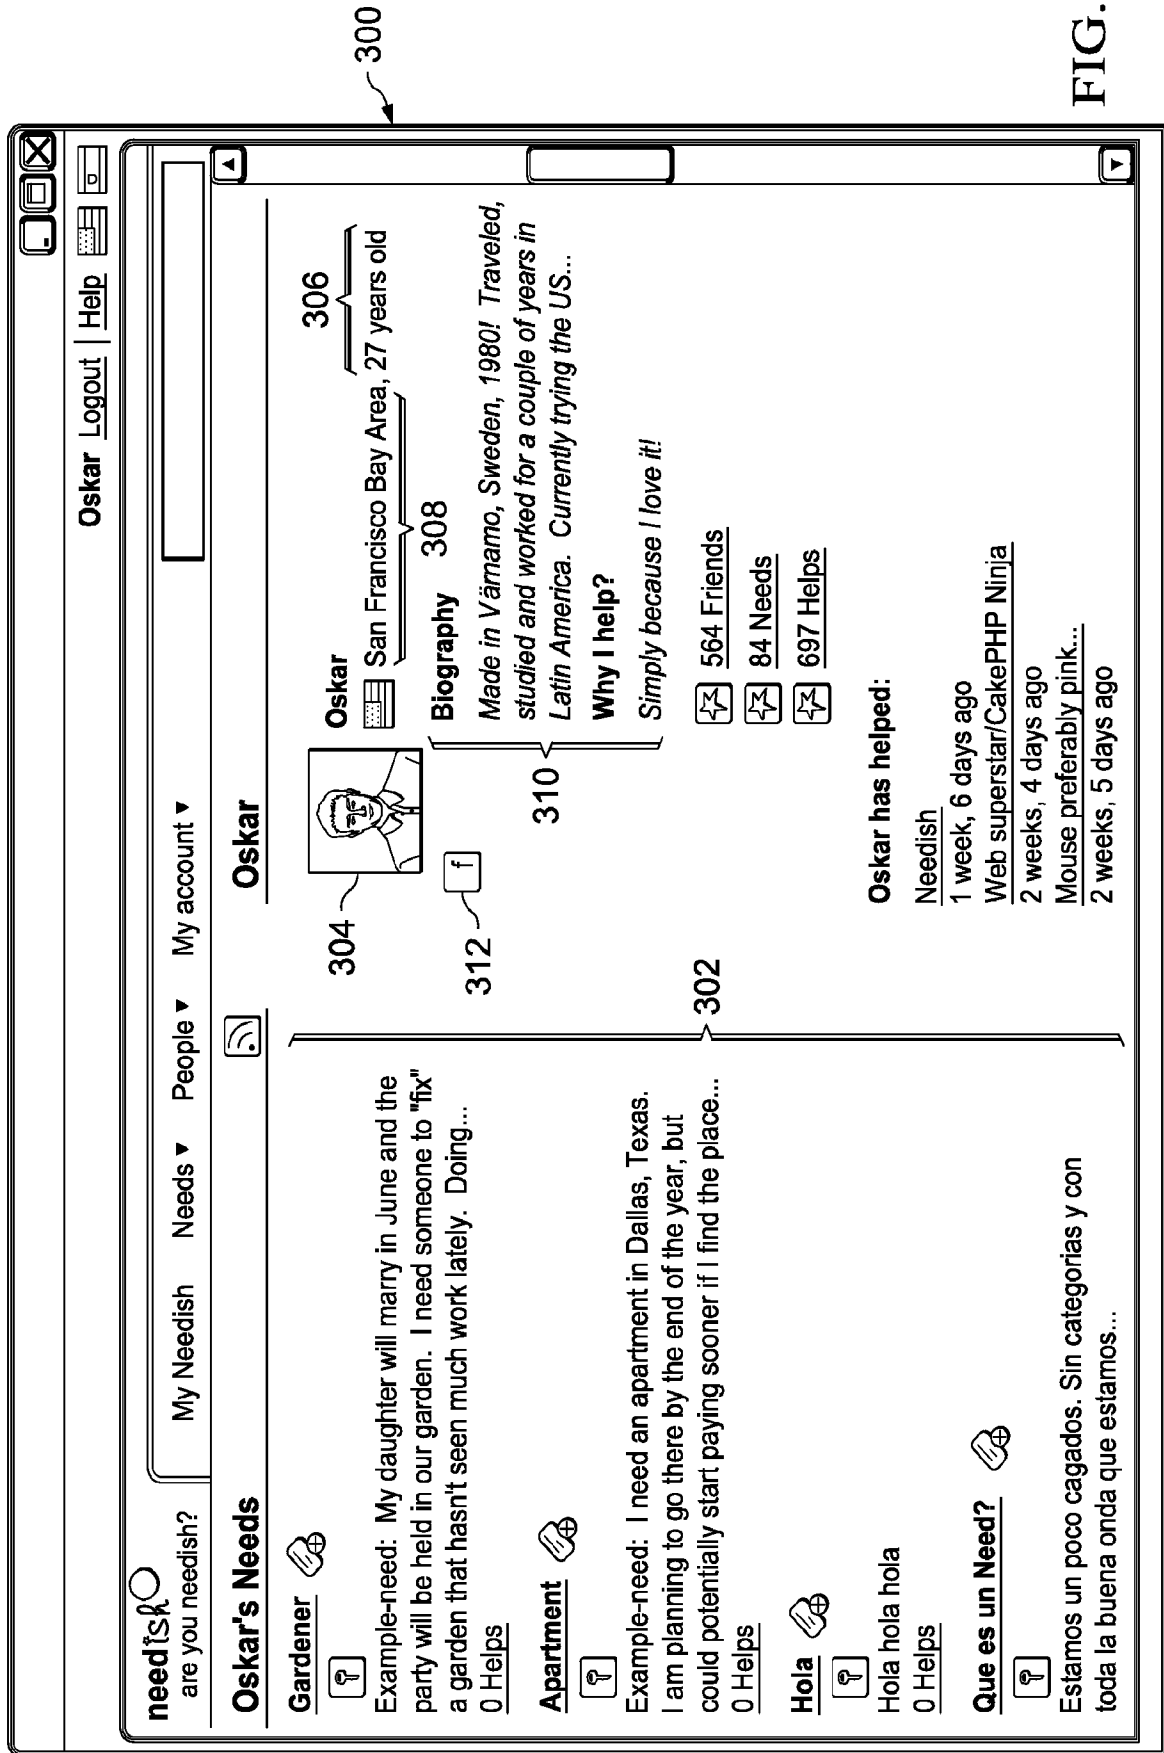 Oskar Logout | Help
needish
are you needish?
My Needish Needs ▼ People ▼ My account ▼
Oskar's Needs
Gardener
Example-need: My daughter will marry in June and the
party will be held in our garden. I need someone to "fix"
a garden that hasn't seen much work lately. Doing...
0 Helps
Apartment
Example-need: I need an apartment in Dallas, Texas.
I am planning to go there by the end of the year, but
could potentially start paying sooner if I find the place...
0 Helps
Hola
Hola hola hola
0 Helps
Que es un Need?
Estamos un poco cagados. Sin categorias y con
toda la buena onda que estamos...
302
Oskar
304
312
f
Oskar
306
San Francisco Bay Area, 27 years old
308
Biography
Made in Värnamo, Sweden, 1980! Traveled,
studied and worked for a couple of years in
Latin America. Currently trying the US...
Why I help?
Simply because I love it!
310
564 Friends
84 Needs
697 Helps
Oskar has helped:
Needish
1 week, 6 days ago
Web superstar/CakePHP Ninja
2 weeks, 4 days ago
Mouse preferably pink...
2 weeks, 5 days ago
300
FIG.